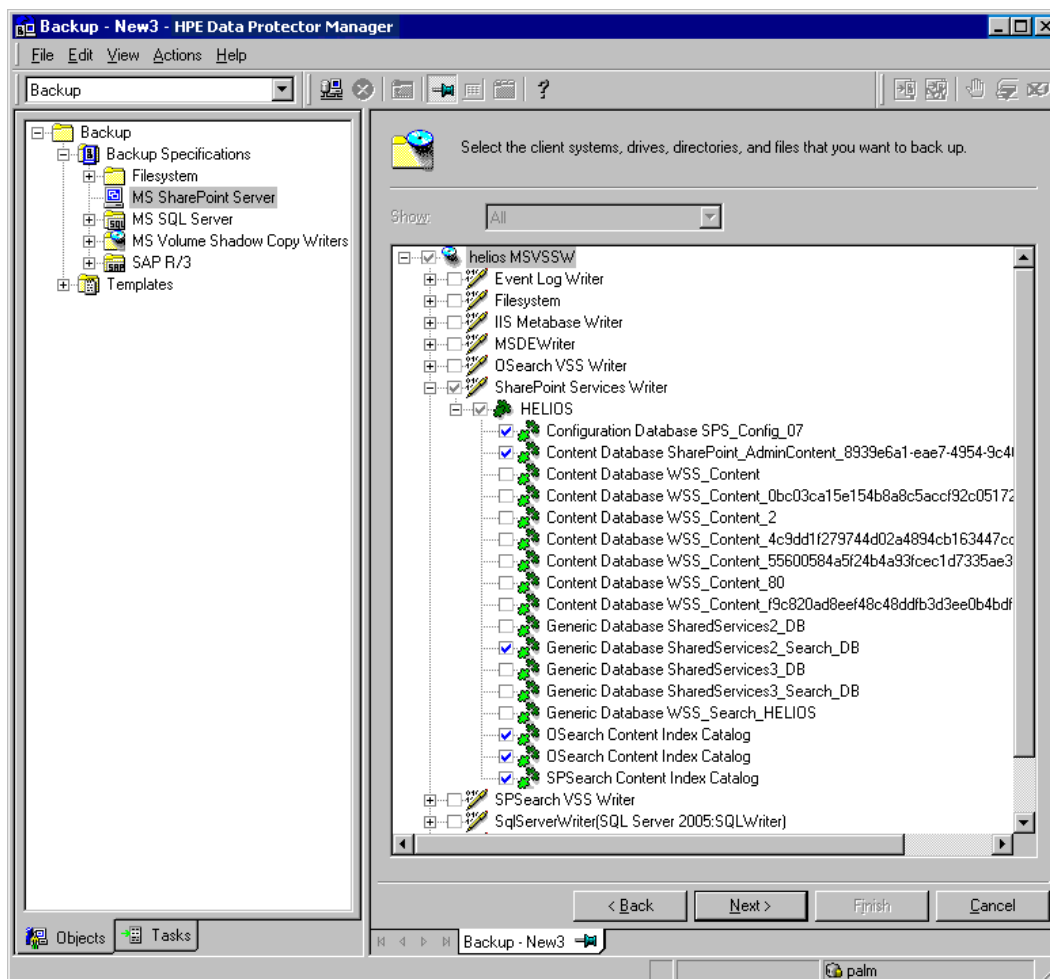 Backup - New3 - HPE Data Protector Manager
File Edit View Actions Help
Backup
Backup
Backup Specifications
Filesystem
MS SharePoint Server
MS SQL Server
MS Volume Shadow Copy Writers
SAP R/3
Templates
Objects Tasks
Select the client systems, drives, directories, and files that you want to back up.
Show: All
helios MSVSSW
Event Log Writer
Filesystem
IIS Metabase Writer
MSDEWriter
OSearch VSS Writer
SharePoint Services Writer
HELIOS
Configuration Database SPS_Config_07
Content Database SharePoint_AdminContent_8939e6a1-eae7-4954-9c4
Content Database WSS_Content
Content Database WSS_Content_0bc03ca15e154b8a8c5accf92c05172
Content Database WSS_Content_2
Content Database WSS_Content_4c9dd1f279744d02a4894cb163447cc
Content Database WSS_Content_55600584a5f24b4a93fcec1d7335ae3
Content Database WSS_Content_80
Content Database WSS_Content_f9c820ad8eef48c48ddfb3d3ee0b4bdf
Generic Database SharedServices2_DB
Generic Database SharedServices2_Search_DB
Generic Database SharedServices3_DB
Generic Database SharedServices3_Search_DB
Generic Database WSS_Search_HELIOS
OSearch Content Index Catalog
OSearch Content Index Catalog
SPSearch Content Index Catalog
SPSearch VSS Writer
SqlServerWriter(SQL Server 2005:SQLWriter)
< Back Next > Finish Cancel
Backup - New3
palm